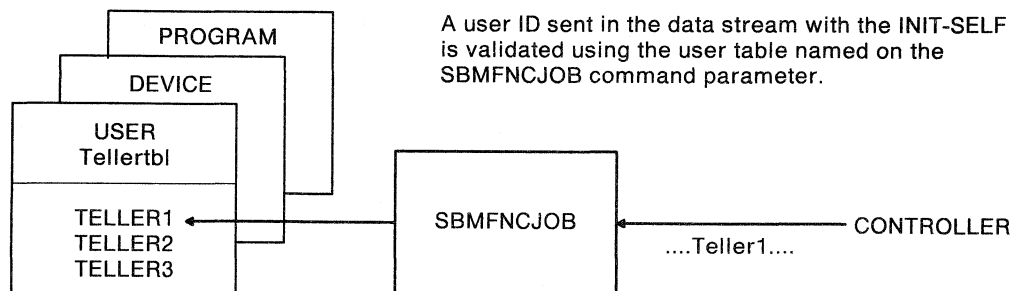 PROGRAM
DEVICE
USER
Tellertbl
TELLER1
TELLER2
TELLER3
A user ID sent in the data stream with the INIT-SELF
is validated using the user table named on the
SBMFNCJOB command parameter.
SBMFNCJOB
....Teller1....
CONTROLLER